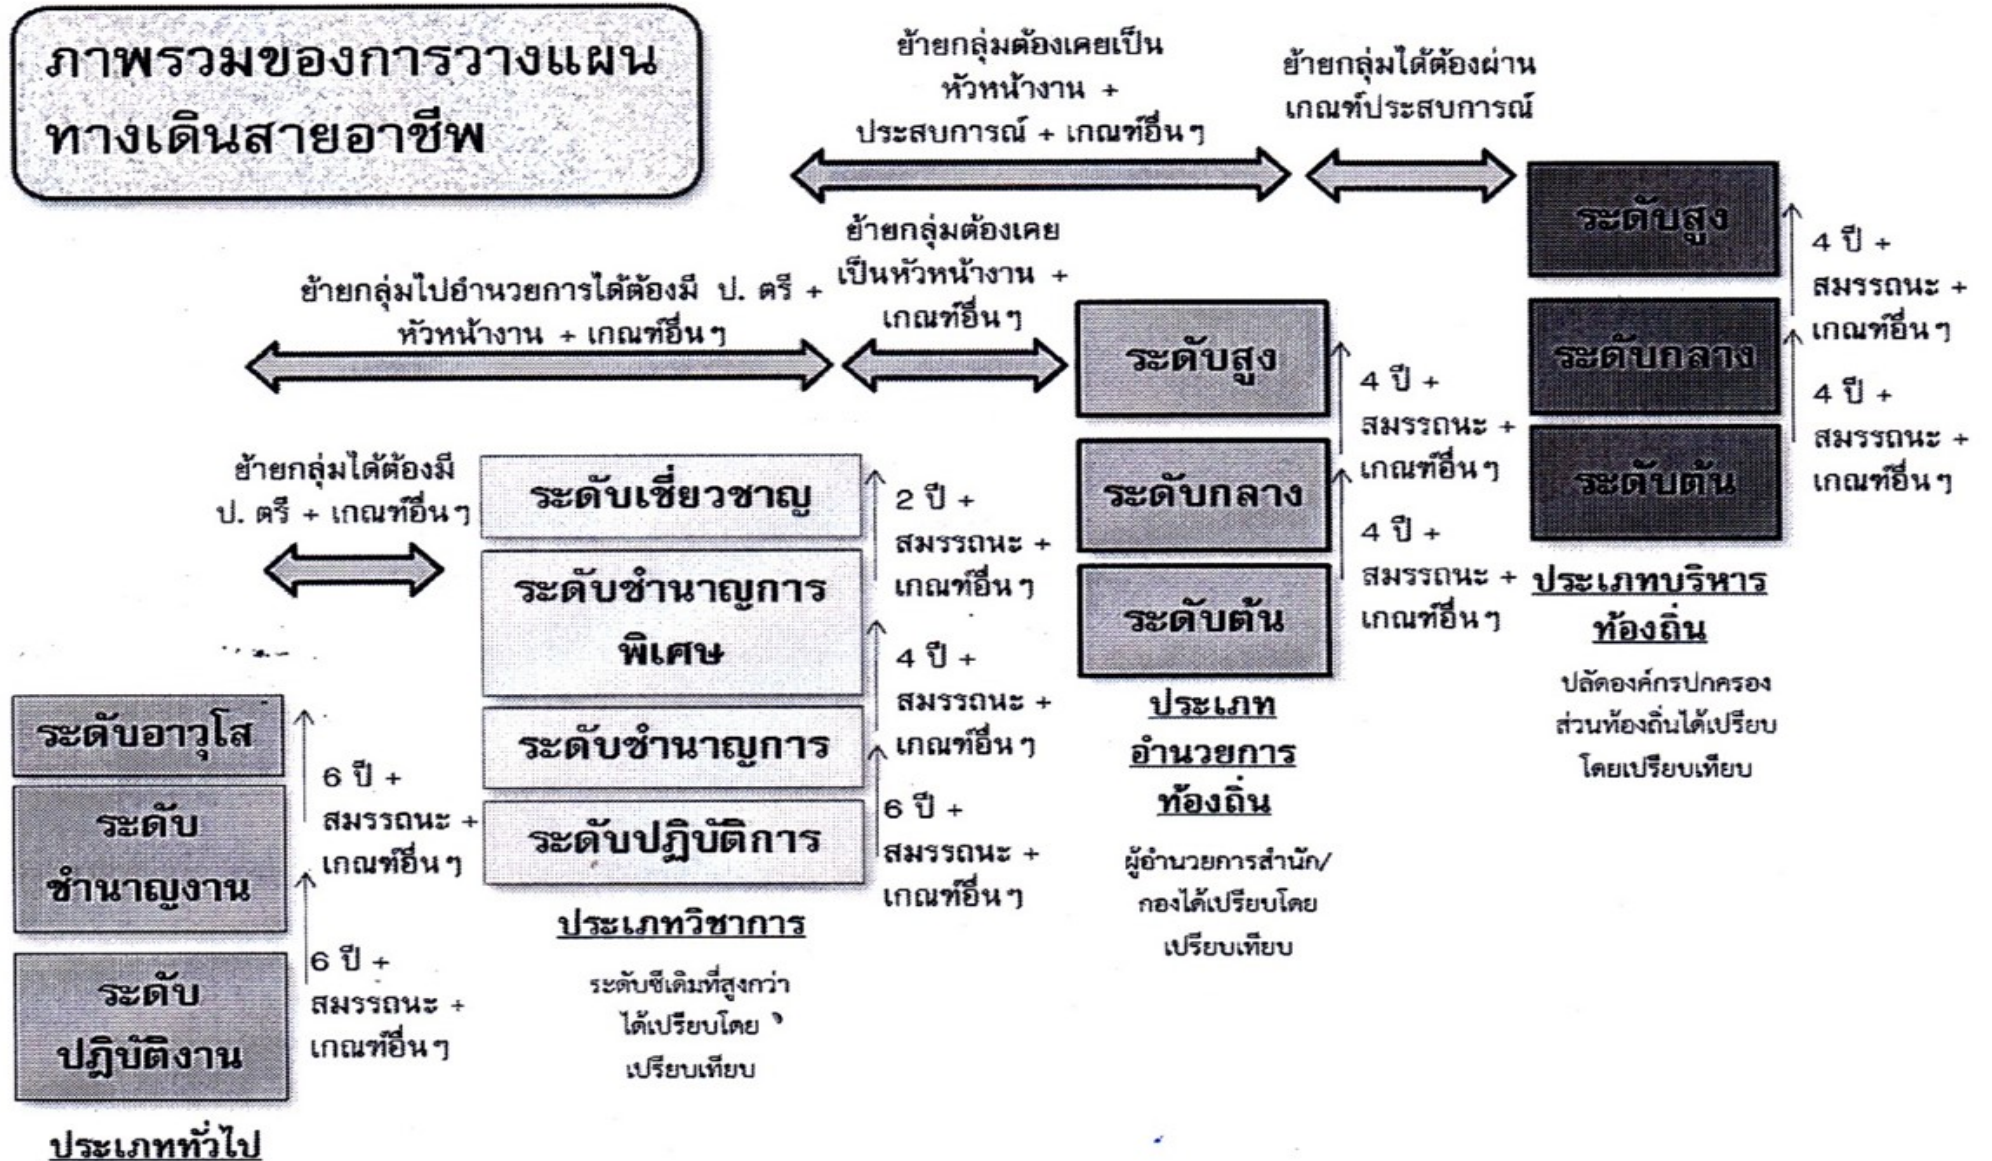 ภาพรวมของการวางแผน
ทางเดินสายอาชีพ
ย้ายกลุ่มต้องเคยเป็น
หัวหน้างาน +
ประสบการณ์ + เกณฑ์อื่นๆ
ย้ายกลุ่มได้ต้องผ่าน
เกณฑ์ประสบการณ์
ย้ายกลุ่มไปอำนวยการได้ต้องมี ป. ตรี +
หัวหน้างาน + เกณฑ์อื่นๆ
ย้ายกลุ่มต้องเคย
เป็นหัวหน้างาน +
เกณฑ์อื่นๆ
ย้ายกลุ่มได้ต้องมี
ป. ตรี + เกณฑ์อื่นๆ
ระดับอาวุโส
ระดับ
ชำนาญงาน
ระดับ
ปฏิบัติงาน
6 ปี +
สมรรถนะ +
เกณฑ์อื่นๆ
6 ปี +
สมรรถนะ +
เกณฑ์อื่นๆ
ประเภททั่วไป
ระดับเชี่ยวชาญ
ระดับชำนาญการ
พิเศษ
ระดับชำนาญการ
ระดับปฏิบัติการ
2 ปี +
สมรรถนะ +
เกณฑ์อื่นๆ
4 ปี +
สมรรถนะ +
เกณฑ์อื่นๆ
6 ปี +
สมรรถนะ +
เกณฑ์อื่นๆ
ประเภทวิชาการ
ระดับซีเดิมที่สูงกว่า
ได้เปรียบโดย
เปรียบเทียบ
ระดับสูง
ระดับกลาง
ระดับต้น
4 ปี +
สมรรถนะ +
เกณฑ์อื่นๆ
4 ปี +
สมรรถนะ +
เกณฑ์อื่นๆ
ประเภท
อำนวยการ
ท้องถิ่น
ผู้อำนวยการสำนัก/
กองได้เปรียบโดย
เปรียบเทียบ
ระดับสูง
ระดับกลาง
ระดับต้น
4 ปี +
สมรรถนะ +
เกณฑ์อื่นๆ
4 ปี +
สมรรถนะ +
เกณฑ์อื่นๆ
ประเภทบริหาร
ท้องถิ่น
ปลัดองค์กรปกครอง
ส่วนท้องถิ่นได้เปรียบ
โดยเปรียบเทียบ